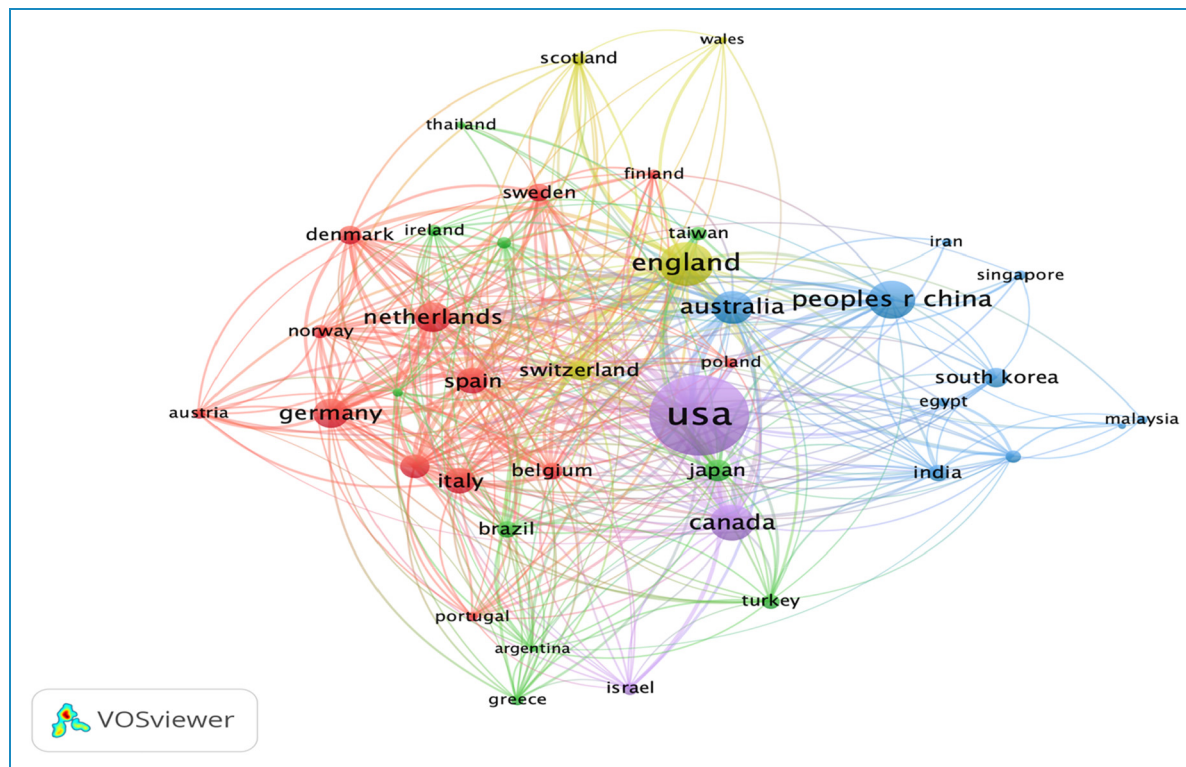 wales
scotland
thailand
finland
sweden
ireland
denmark
taiwan
iran
england
singapore
peoples r china
australia
netherlands
norway
poland
switzerland
south korea
spain
egypt
austria
germany
usa
malaysia
belgium
japan
india
italy
canada
brazil
turkey
portugal
argentina
israel
greece
VOSviewer